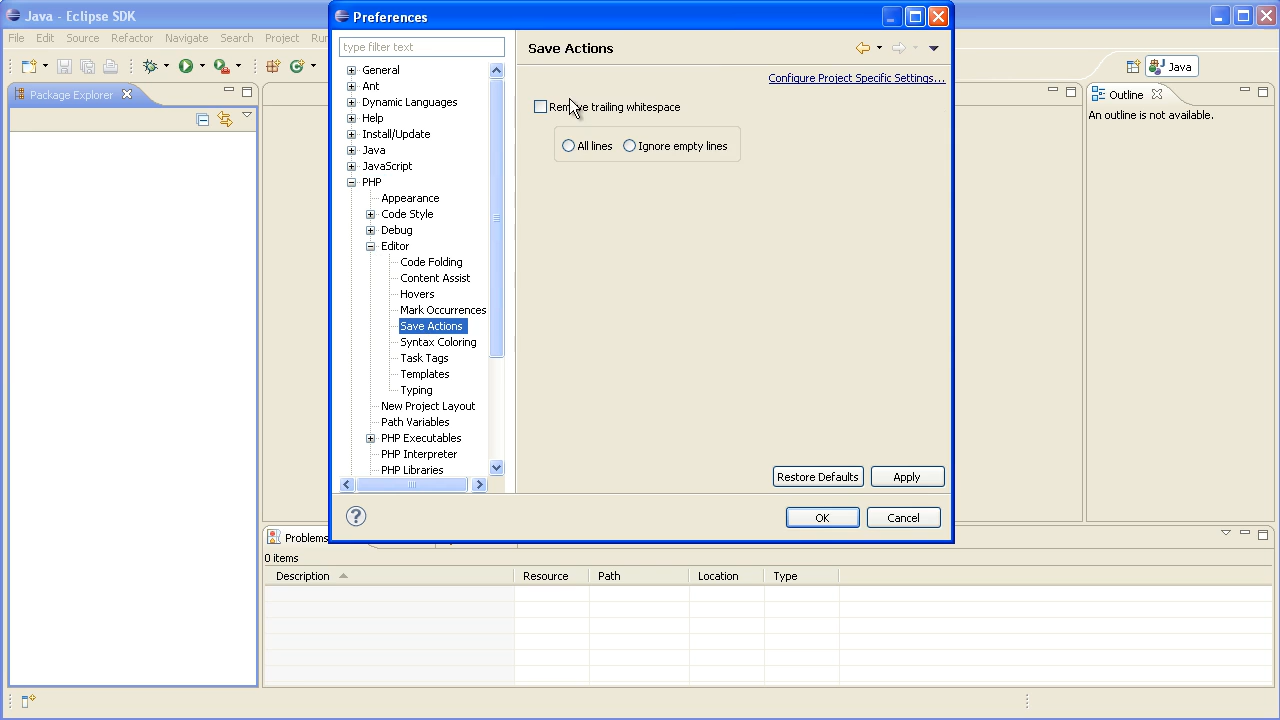 Java - Eclipse SDK
File Edit Source Refactor Navigate Search Project
Java
Package Explorer
Outline
An outline is not available.
Preferences
type filter text
General
Ant
Dynamic Languages
Help
Install/Update
Java
JavaScript
PHP
Appearance
Code Style
Debug
Editor
Code Folding
Content Assist
Hovers
Mark Occurrences
Save Actions
Syntax Coloring
Task Tags
Templates
Typing
New Project Layout
Path Variables
PHP Executables
PHP Interpreter
PHP Libraries
Save Actions
Configure Project Specific Settings...
Remove trailing whitespace
All lines Ignore empty lines
Restore Defaults Apply
OK Cancel
Problems
0 items
Description Resource Path Location Type